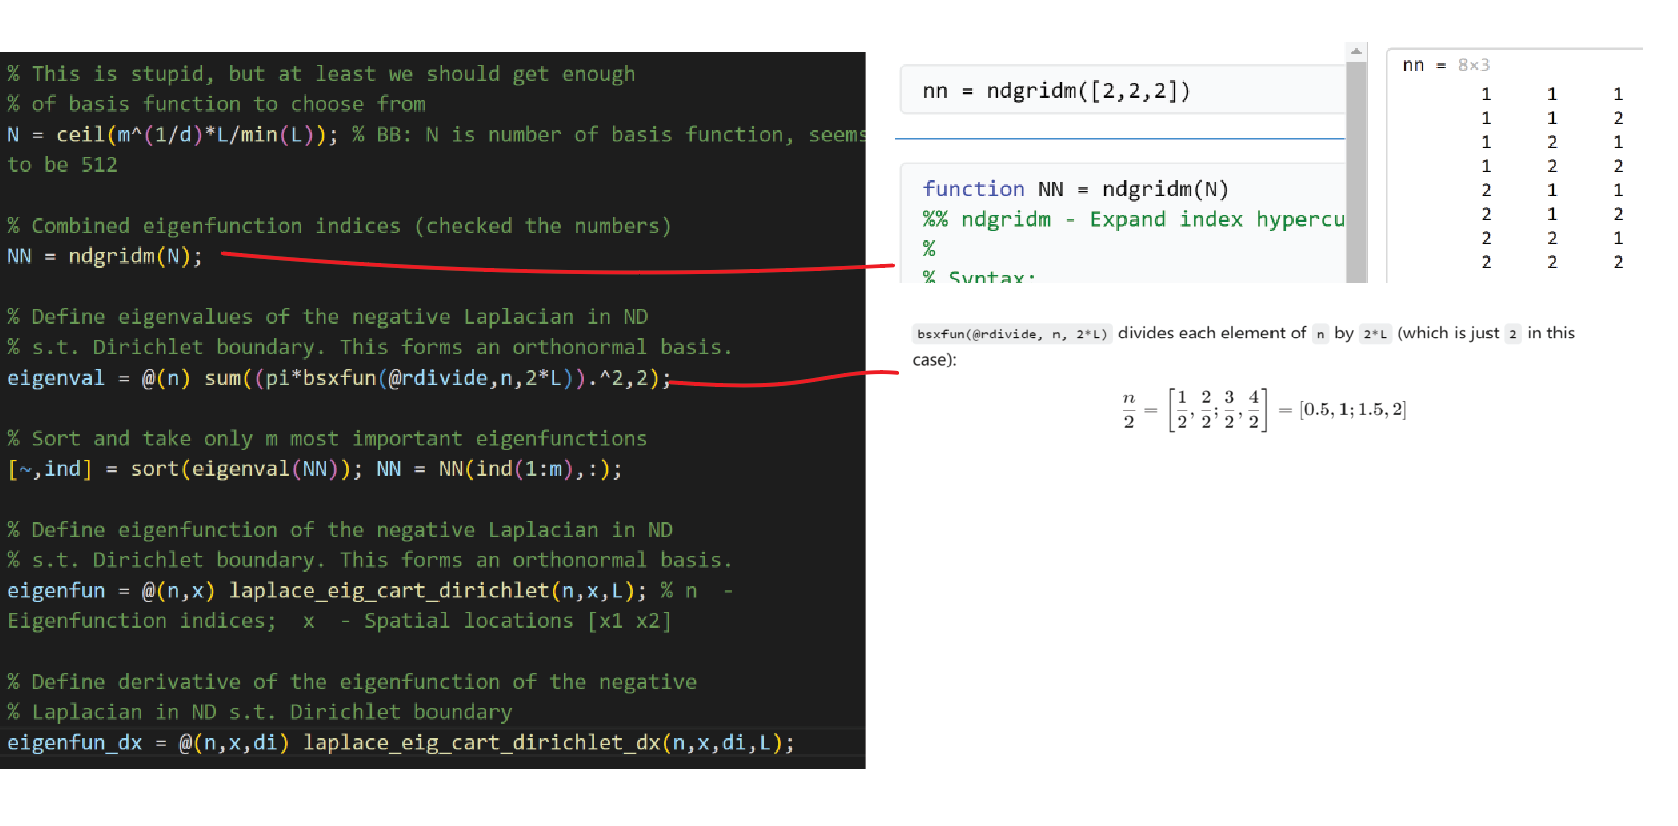 % This is stupid, but at least we should get enough
% of basis function to choose from
N = ceil(m^(1/d)*L/min(L)); % BB: N is number of basis function, seems
to be 512
% Combined eigenfunction indices (checked the numbers)
NN = ndgridm(N);
% Define eigenvalues of the negative Laplacian in ND
% s.t. Dirichlet boundary. This forms an orthonormal basis.
eigenval = @(n) sum((pi*bsxfun(@rdivide,n,2*L)).^2,2);
% Sort and take only m most important eigenfunctions
[~,ind] = sort(eigenval(NN)); NN = NN(ind(1:m),:);
% Define eigenfunction of the negative Laplacian in ND
% s.t. Dirichlet boundary. This forms an orthonormal basis.
eigenfun = @(n,x) laplace_eig_cart_dirichlet(n,x,L); % n  -
Eigenfunction indices;  x  - Spatial locations [x1 x2]
% Define derivative of the eigenfunction of the negative
% Laplacian in ND s.t. Dirichlet boundary
eigenfun_dx = @(n,x,di) laplace_eig_cart_dirichlet_dx(n,x,di,L);
nn = ndgridm([2,2,2])
function NN = ndgridm(N)
%% ndgridm - Expand index hypercu
%
% Syntax:
nn = 8×3
1 1 1
1 1 2
1 2 1
1 2 2
2 1 1
2 1 2
2 2 1
2 2 2
bsxfun(@rdivide, n, 2*L) divides each element of n by 2*L (which is just 2 in this
case):
n/2 = [1/2, 2/2; 3/2, 4/2] = [0.5, 1; 1.5, 2]